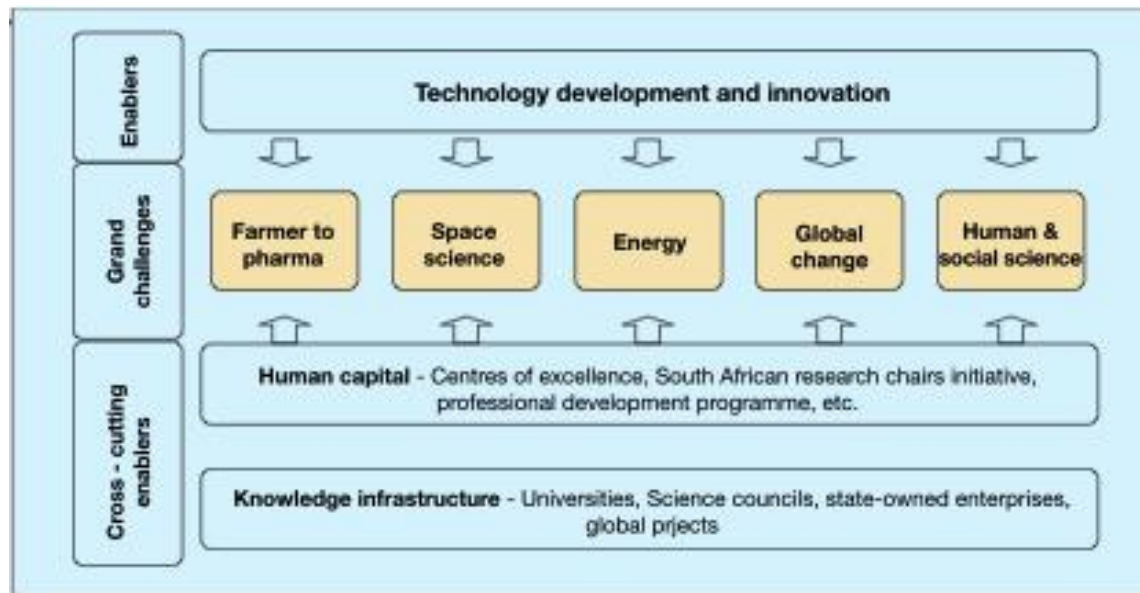 Enablers
Technology development and innovation
Grand
challenges
Farmer to
pharma
Space
science
Energy
Global
change
Human &
social science
Cross - cutting
enablers
Human capital - Centres of excellence, South African research chairs initiative,
professional development programme, etc.
Knowledge infrastructure - Universities, Science councils, state-owned enterprises,
global prjects